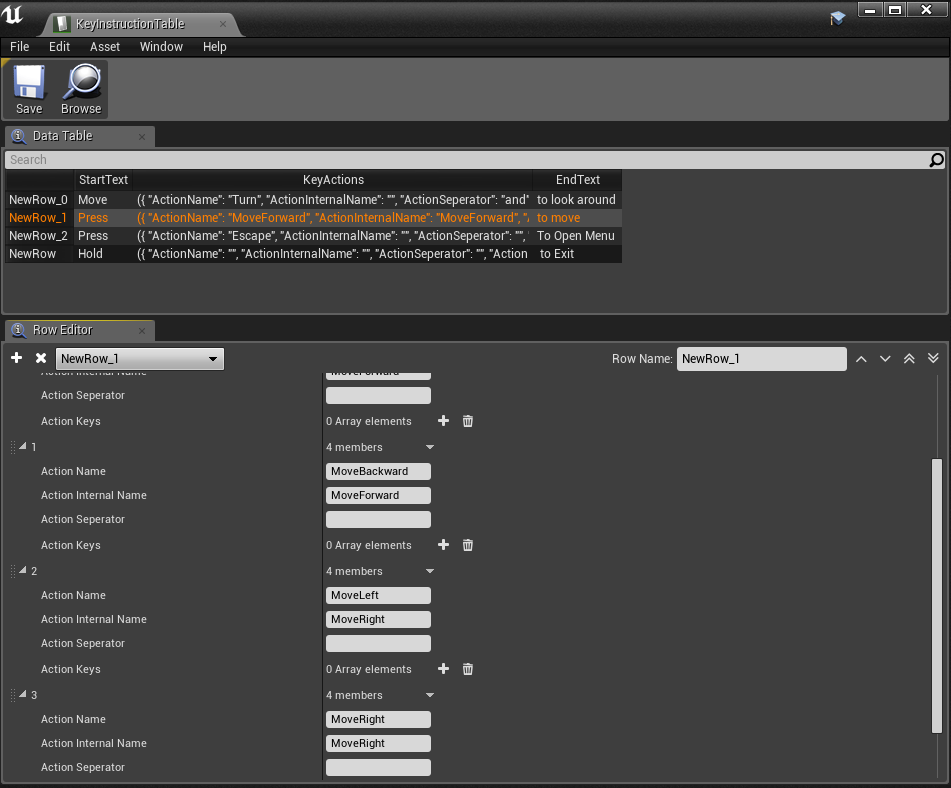 KeyInstructionTable
File Edit Asset Window Help
Save Browse
Data Table
Search
StartText KeyActions EndText
NewRow_0 Move ({ "ActionName": "Turn", "ActionInternalName": "", "ActionSeperator": "and" to look around
NewRow_1 Press ({ "ActionName": "MoveForward", "ActionInternalName": "MoveForward", "A to move
NewRow_2 Press ({ "ActionName": "Escape", "ActionInternalName": "", "ActionSeperator": "", To Open Menu
NewRow Hold ({ "ActionName": "", "ActionInternalName": "", "ActionSeperator": "", "Action to Exit
Row Editor
NewRow_1 Row Name: NewRow_1
Action Internal Name MoveForward
Action Seperator
Action Keys 0 Array elements
1 4 members
Action Name MoveBackward
Action Internal Name MoveForward
Action Seperator
Action Keys 0 Array elements
2 4 members
Action Name MoveLeft
Action Internal Name MoveRight
Action Seperator
Action Keys 0 Array elements
3 4 members
Action Name MoveRight
Action Internal Name MoveRight
Action Seperator